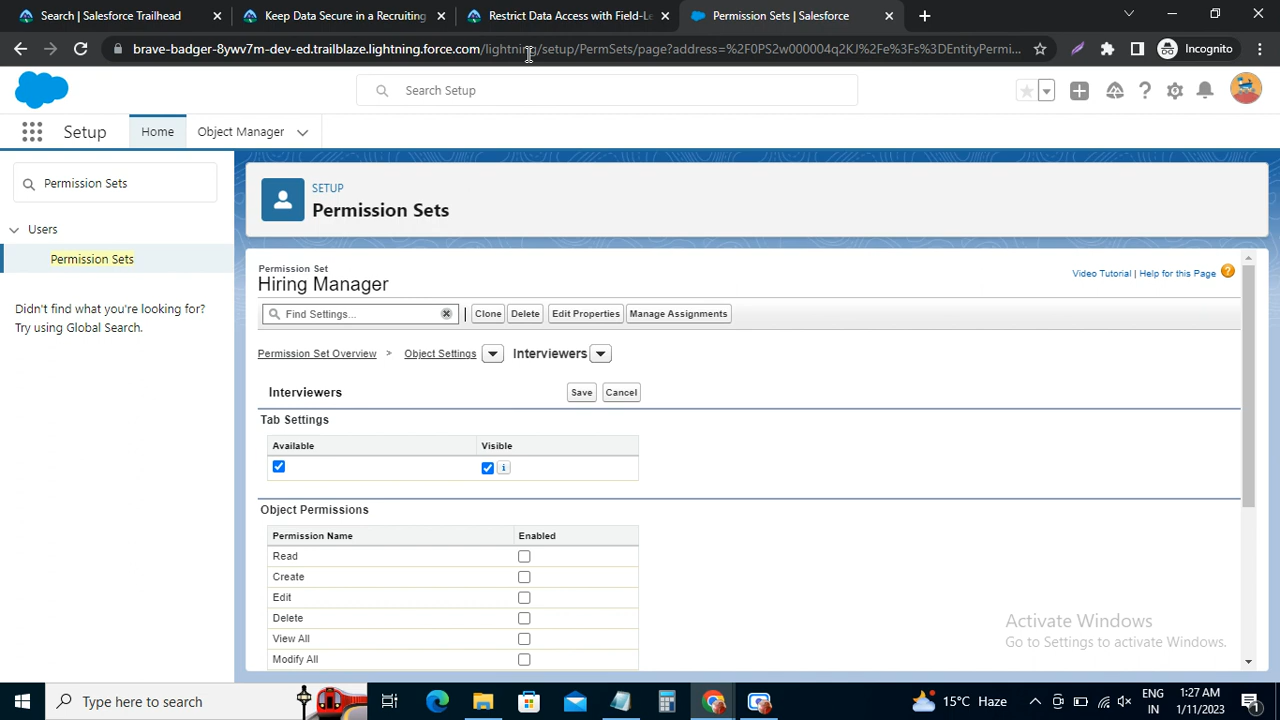 Search | Salesforce Trailhead
Keep Data Secure in a Recruiting
Restrict Data Access with Field-Le
Permission Sets | Salesforce
brave-badger-8ywv7m-dev-ed.trailblaze.lightning.force.com/lightning/setup/PermSets/page?address=%2F0PS2w000004q2KJ%2Fe%3Fs%3DEntityPermi...
Incognito
Search Setup
Setup
Home
Object Manager
Permission Sets
Users
Permission Sets
Didn't find what you're looking for?
Try using Global Search.
SETUP
Permission Sets
Permission Set
Hiring Manager
Video Tutorial | Help for this Page
Find Settings...
Clone
Delete
Edit Properties
Manage Assignments
Permission Set Overview > Object Settings Interviewers
Interviewers
Save
Cancel
Tab Settings
Available Visible
Object Permissions
Permission Name Enabled
Read
Create
Edit
Delete
View All
Modify All
Activate Windows
Go to Settings to activate Windows.
Type here to search
15°C Haze
ENG
IN
1:27 AM
1/11/2023
1